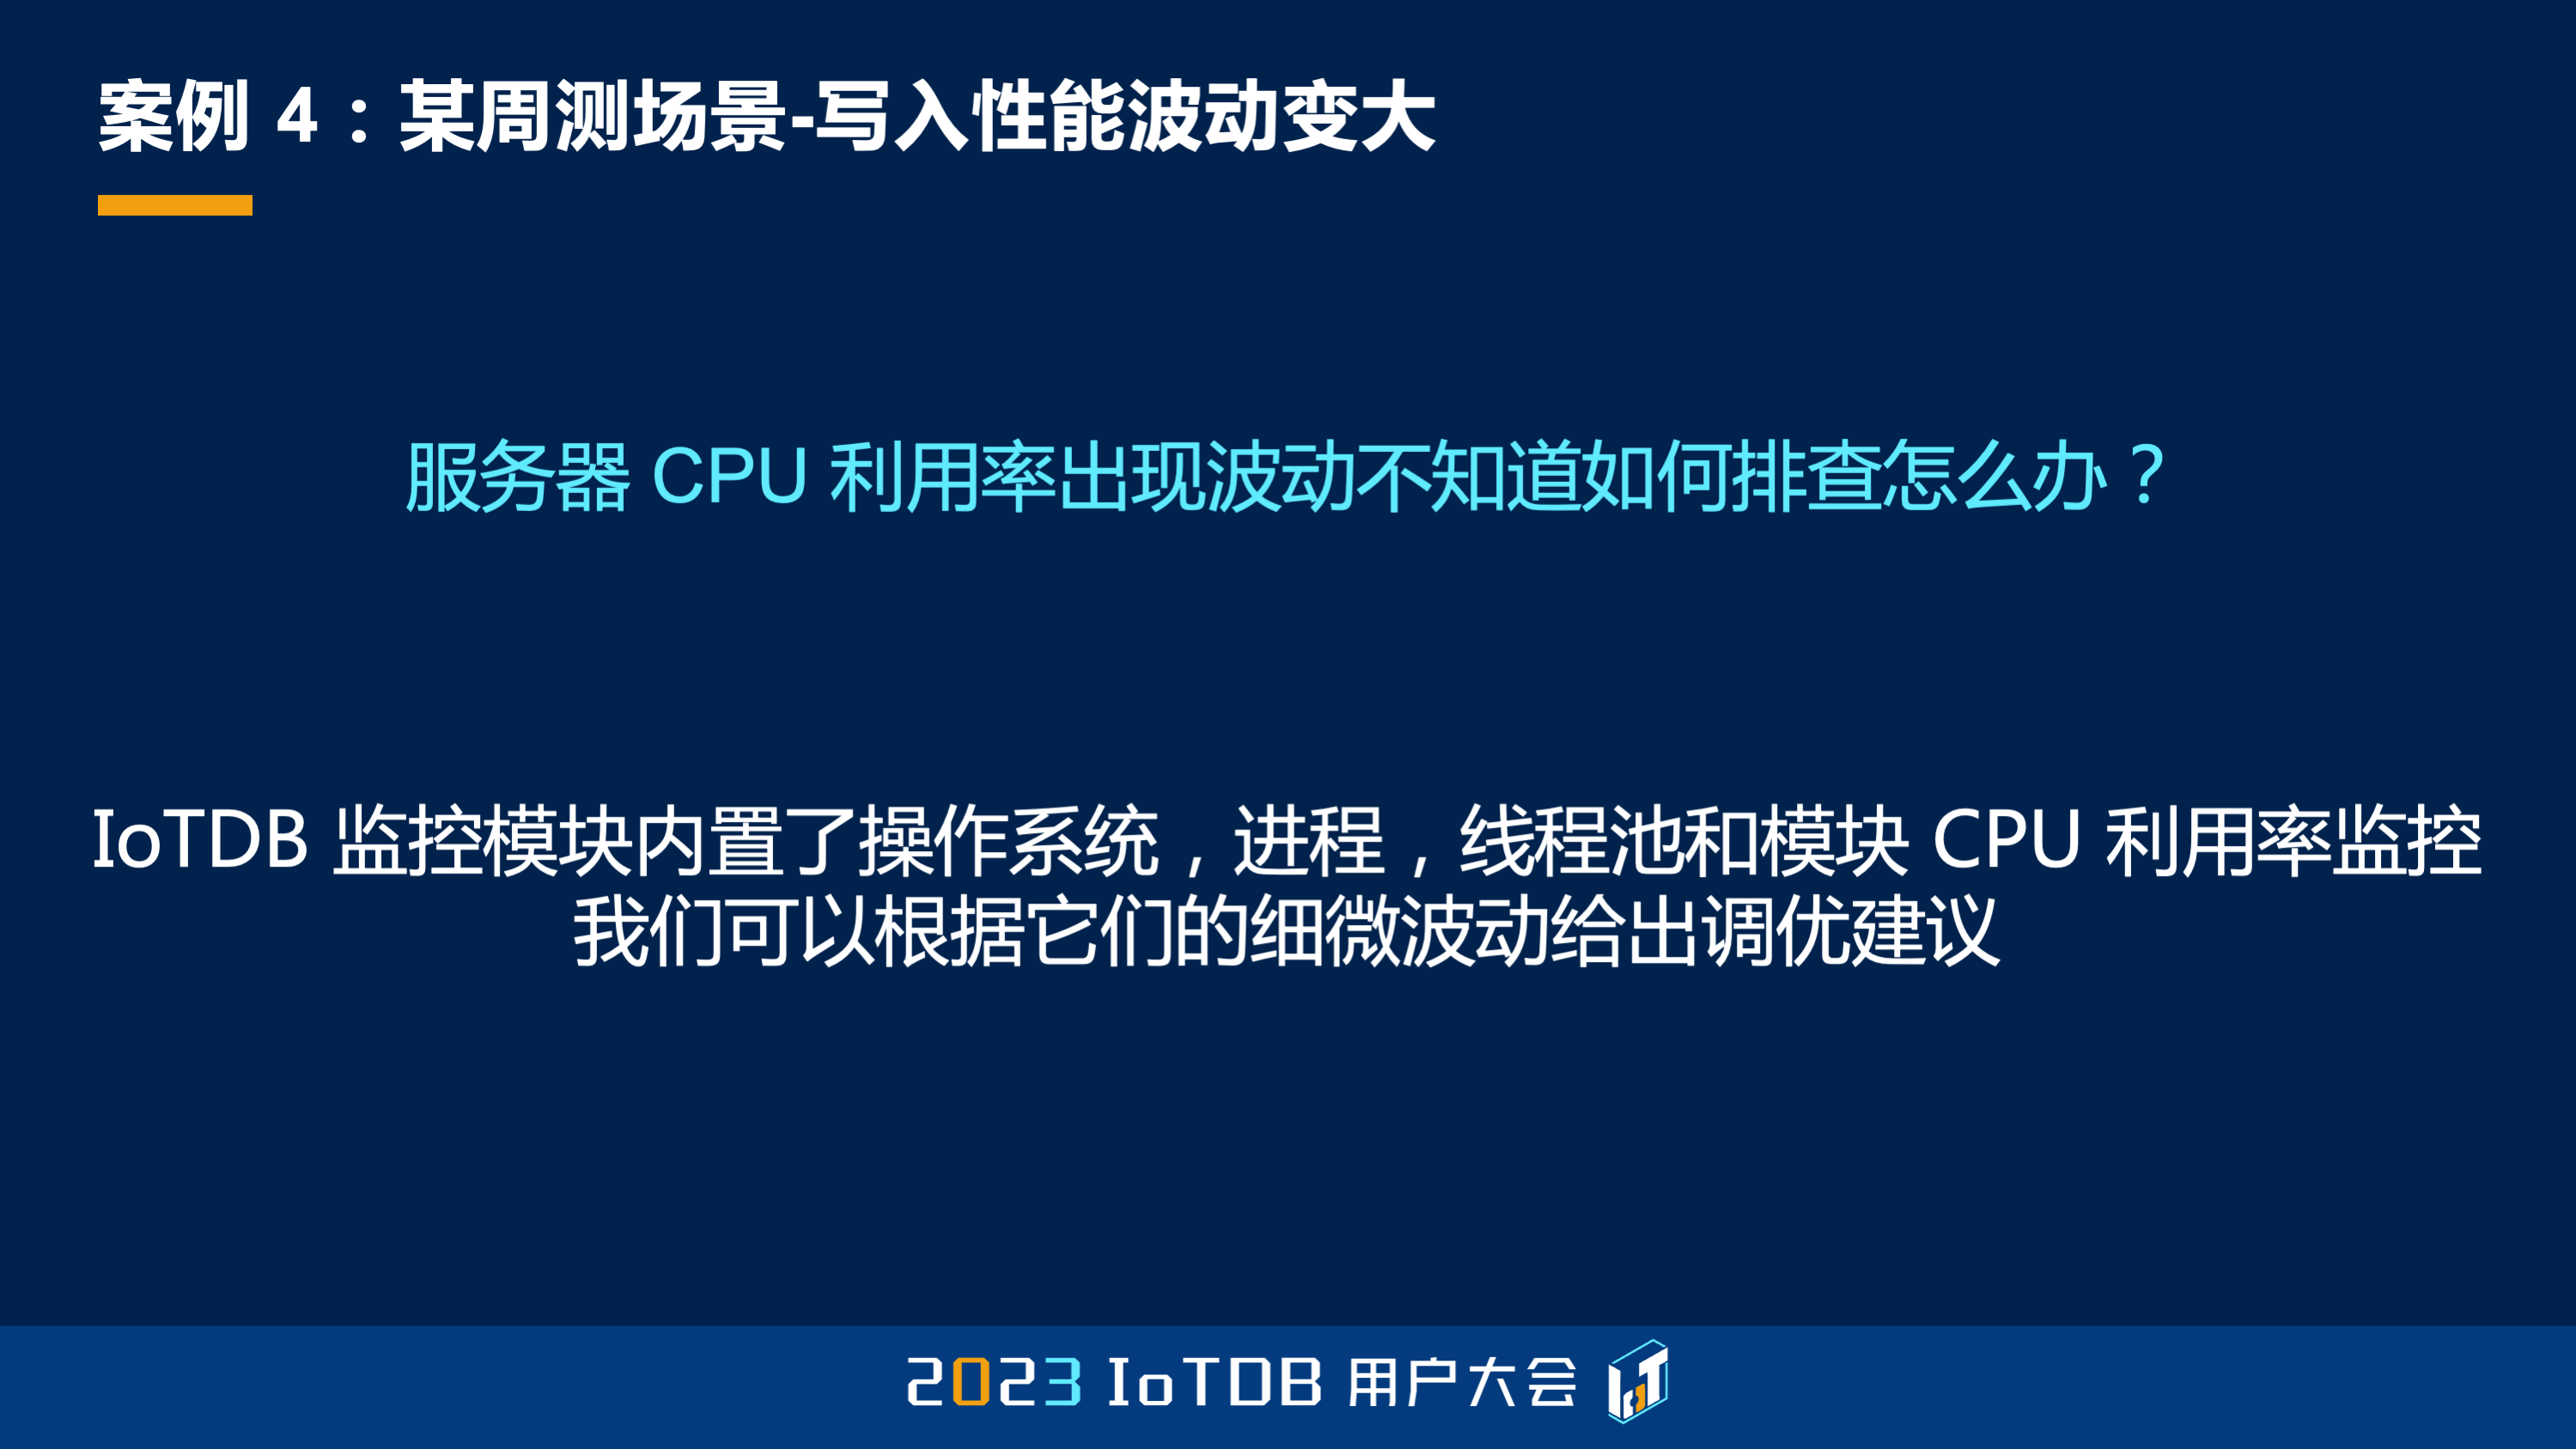 案例 4：某周测场景-写入性能波动变大
服务器 CPU 利用率出现波动不知道如何排查怎么办？
IoTDB 监控模块内置了操作系统，进程，线程池和模块 CPU 利用率监控
我们可以根据它们的细微波动给出调优建议
2023 IoTDB 用户大会